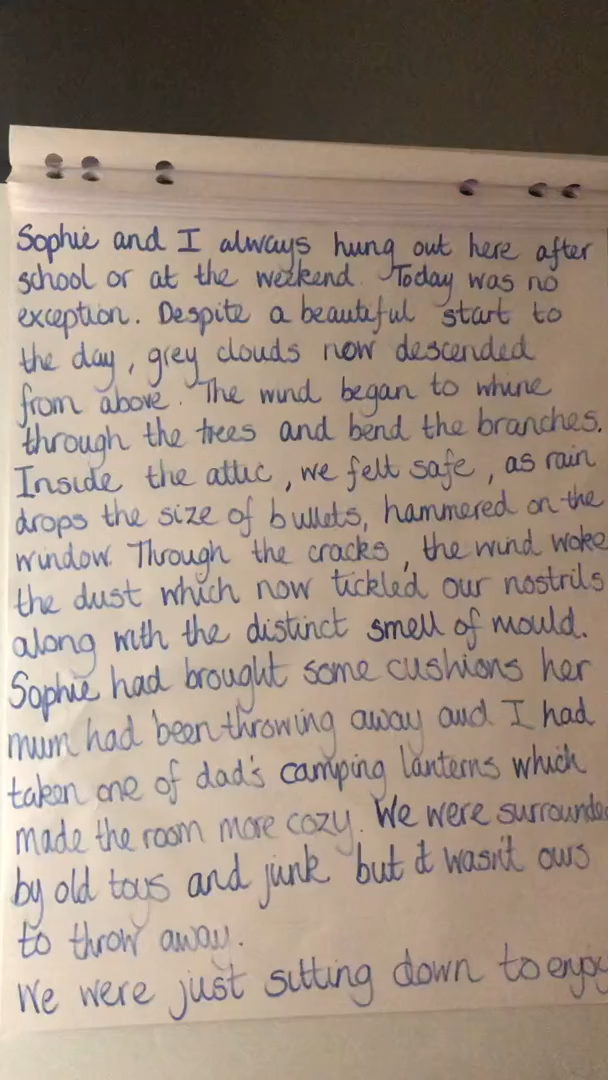 Sophie and I always hung out here after
school or at the weekend. Today was no
exception. Despite a beautiful start to
the day, grey clouds now descended
from above. The wind began to whine
through the trees and bend the branches.
Inside the attic, we felt safe, as rain
drops the size of bullets, hammered on the
window. Through the cracks, the wind woke
the dust which now tickled our nostrils
along with the distinct smell of mould.
Sophie had brought some cushions her
mum had been throwing away and I had
taken one of dad's camping lanterns which
made the room more cozy. We were surrounde
by old toys and junk but it wasn't ours
to throw away.
We were just sitting down to enjoy